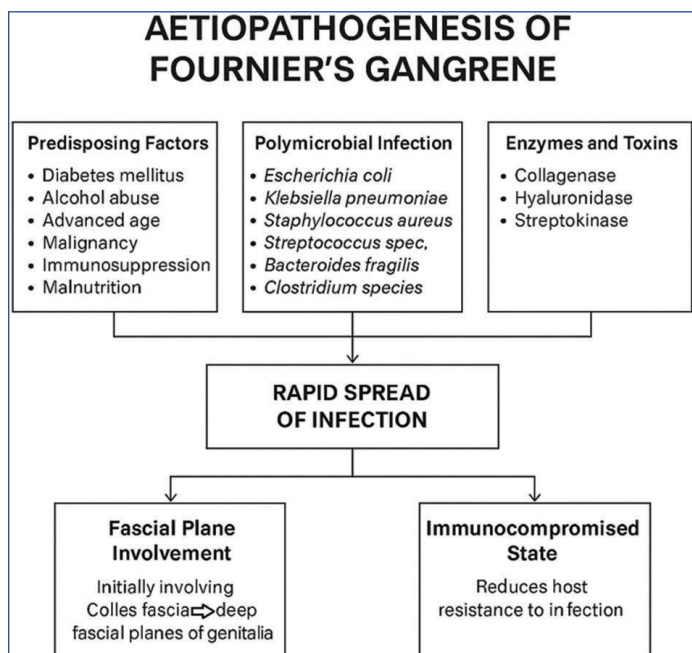 AETIOPATHOGENESIS OF
FOURNIER'S GANGRENE
Predisposing Factors
• Diabetes mellitus
• Alcohol abuse
• Advanced age
• Malignancy
• Immunosuppression
• Malnutrition
Polymicrobial Infection
• Escherichia coli
• Klebsiella pneumoniae
• Staphylococcus aureus
• Streptococcus spec,
• Bacteroides fragilis
• Clostridium species
Enzymes and Toxins
• Collagenase
• Hyaluronidase
• Streptokinase
RAPID SPREAD
OF INFECTION
Fascial Plane
Involvement
Initially involving
Colles fascia⇨deep
fascial planes of genitalia
Immunocompromised
State
Reduces host
resistance to infection